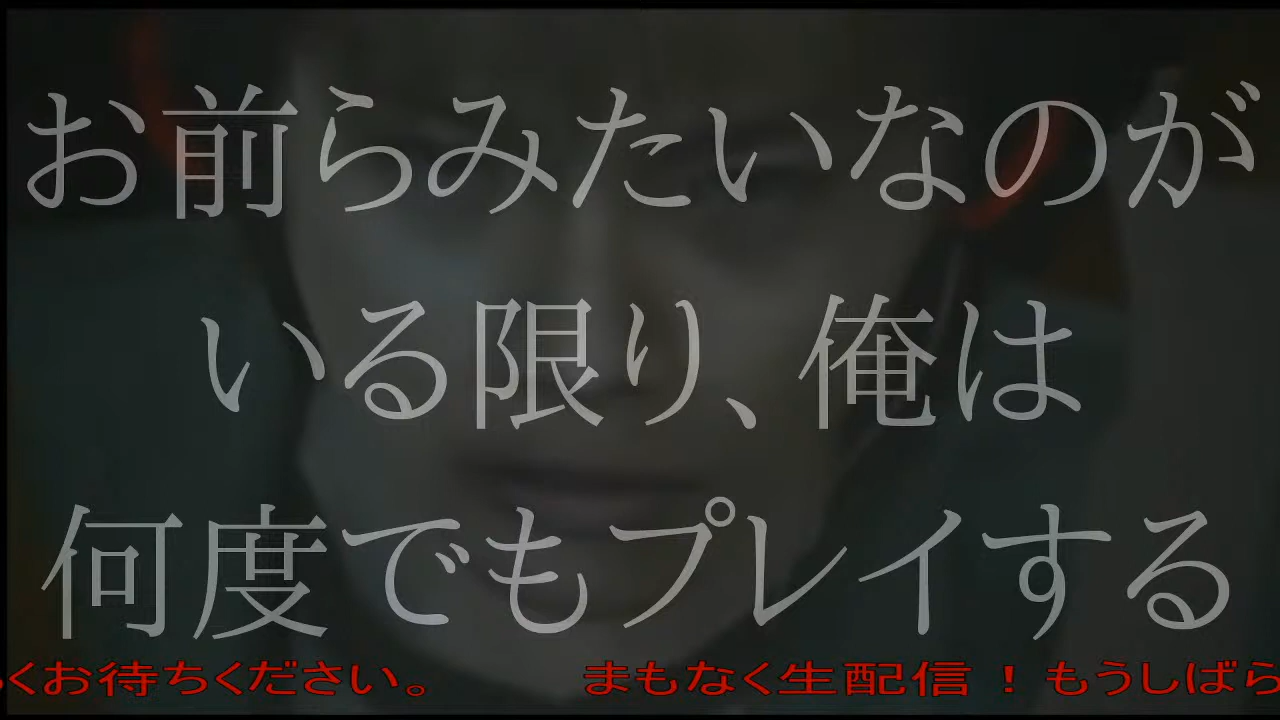 お前らみたいなのが
いる限り、俺は
何度でもプレイする
くお待ちください。 まもなく生配信！もうしばら